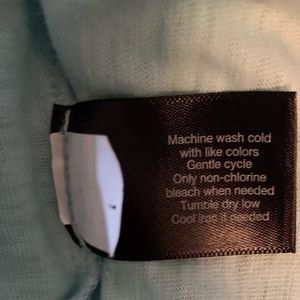 Machine wash cold
with like colors
Gentle cycle
Only non-chlorine
bleach when needed
Tumble dry low
Cool iron if needed